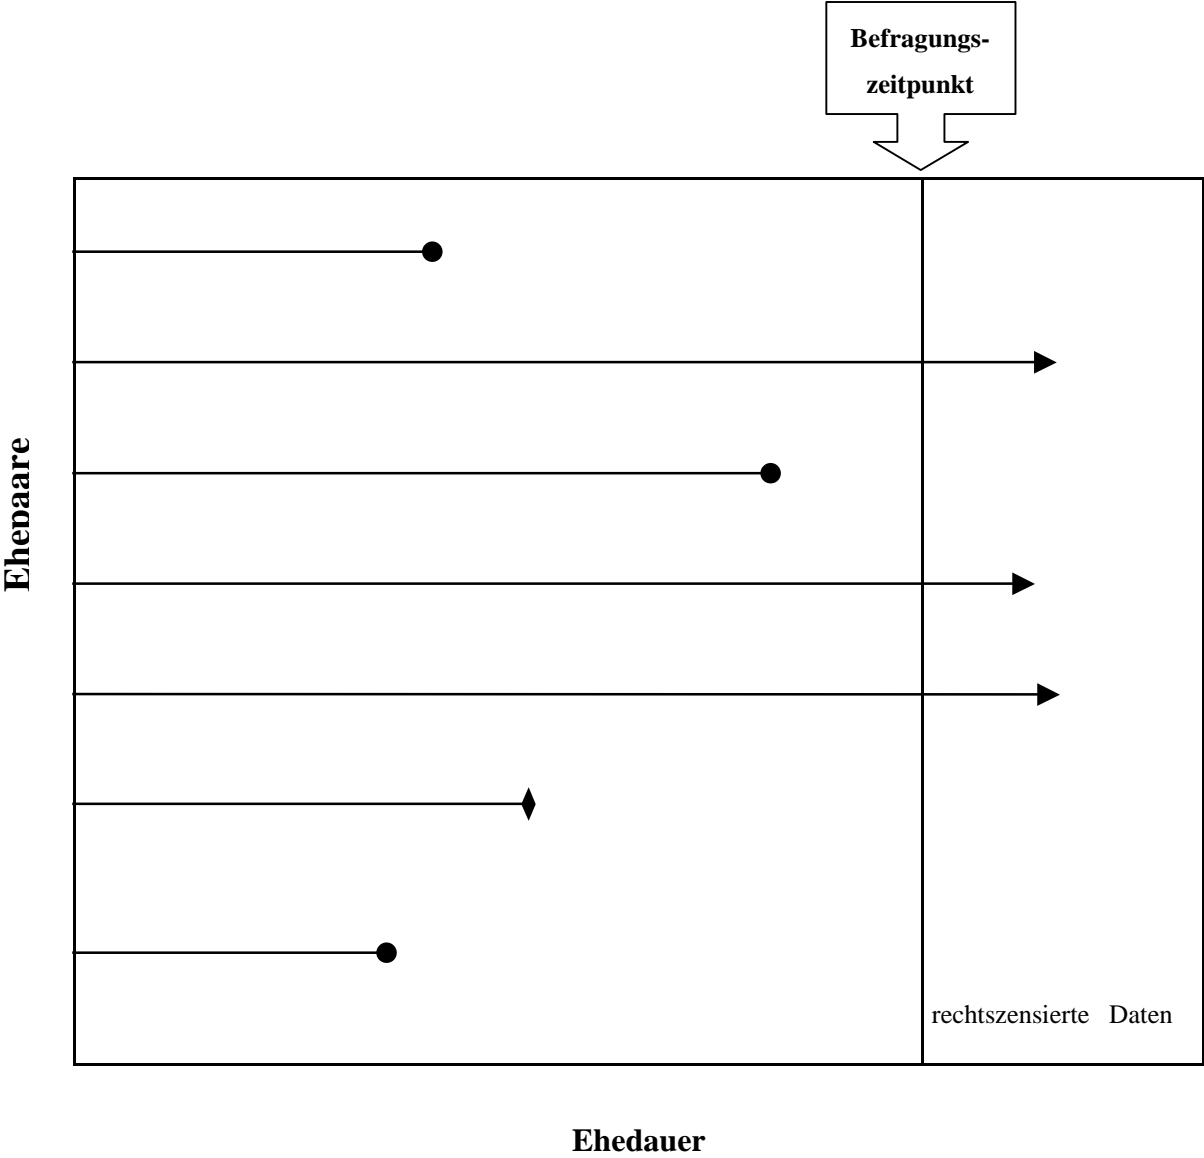 Befragungs-
zeitpunkt
Ehepaare
rechtszensierte Daten
Ehedauer